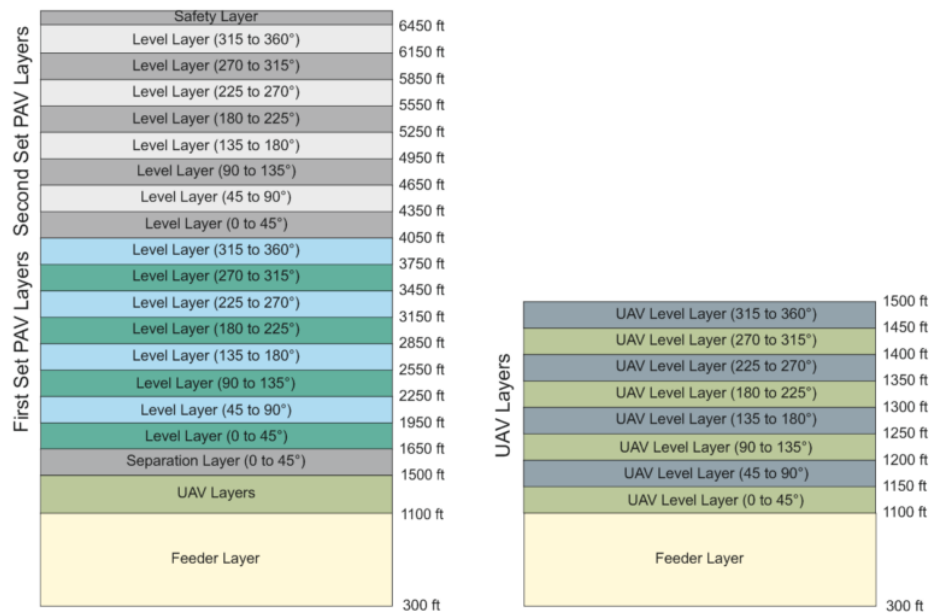 Safety Layer
6450 ft
Level Layer (315 to 360°)
6150 ft
Level Layer (270 to 315°)
5850 ft
Level Layer (225 to 270°)
5550 ft
Level Layer (180 to 225°)
5250 ft
Level Layer (135 to 180°)
4950 ft
Level Layer (90 to 135°)
4650 ft
Level Layer (45 to 90°)
4350 ft
Level Layer (0 to 45°)
4050 ft
Second Set PAV Layers
Level Layer (315 to 360°)
3750 ft
Level Layer (270 to 315°)
3450 ft
Level Layer (225 to 270°)
3150 ft
Level Layer (180 to 225°)
2850 ft
Level Layer (135 to 180°)
2550 ft
Level Layer (90 to 135°)
2250 ft
Level Layer (45 to 90°)
1950 ft
Level Layer (0 to 45°)
1650 ft
First Set PAV Layers
Separation Layer (0 to 45°)
1500 ft
UAV Layers
1100 ft
Feeder Layer
300 ft
1500 ft
UAV Level Layer (315 to 360°)
1450 ft
UAV Level Layer (270 to 315°)
1400 ft
UAV Level Layer (225 to 270°)
1350 ft
UAV Level Layer (180 to 225°)
1300 ft
UAV Level Layer (135 to 180°)
1250 ft
UAV Level Layer (90 to 135°)
1200 ft
UAV Level Layer (45 to 90°)
1150 ft
UAV Level Layer (0 to 45°)
1100 ft
UAV Layers
Feeder Layer
300 ft